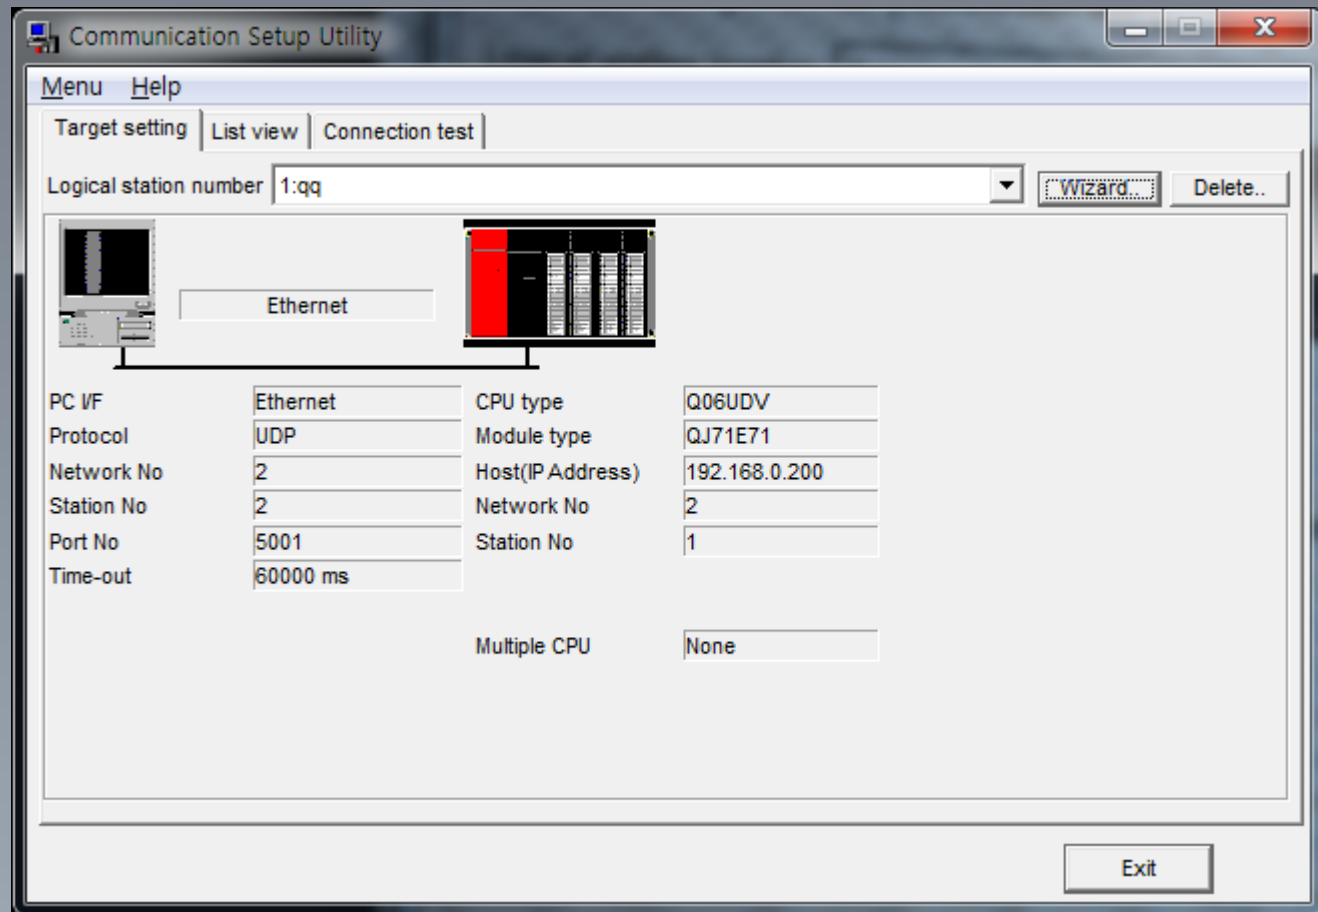 Communication Setup Utility
Menu Help
Target setting List view Connection test
Logical station number 1:qq Wizard.. Delete..
Ethernet
PC I/F Ethernet CPU type Q06UDV
Protocol UDP Module type QJ71E71
Network No 2 Host(IP Address) 192.168.0.200
Station No 2 Network No 2
Port No 5001 Station No 1
Time-out 60000 ms
Multiple CPU None
Exit